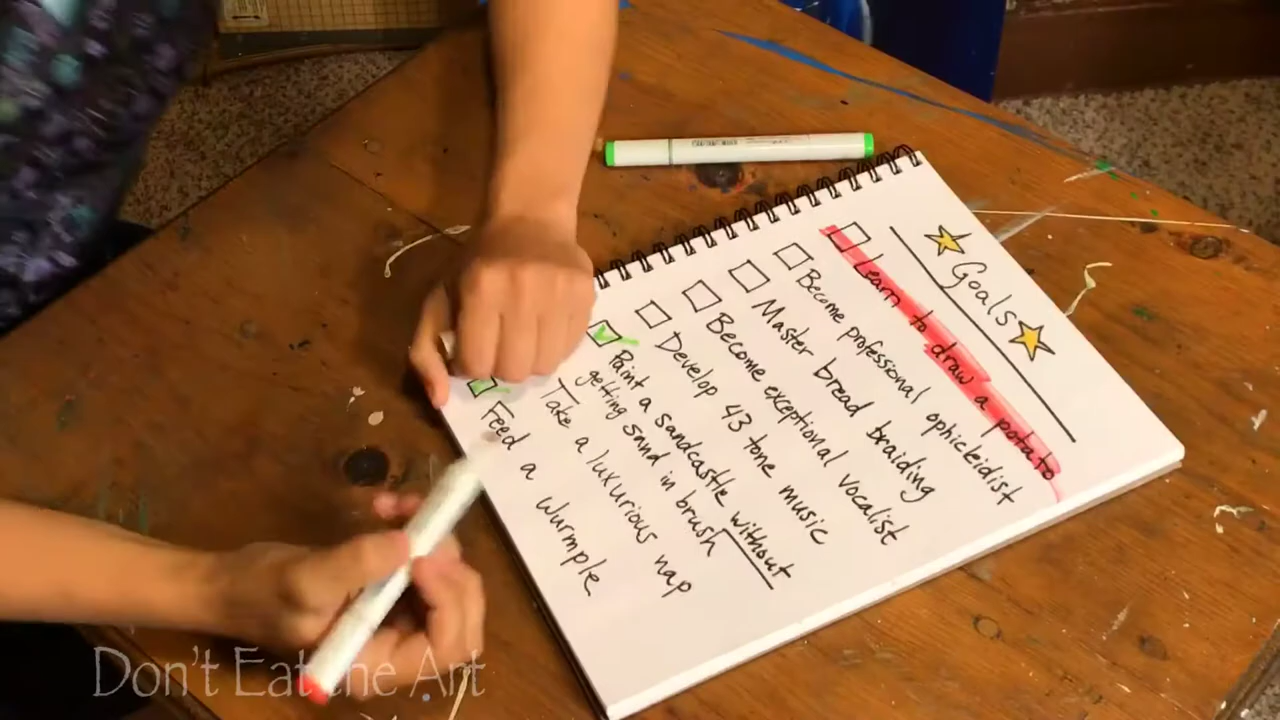 Goals
Learn to draw a potato
Become professional ophicleidist
Master bread braiding
Become exceptional vocalist
Develop 43 tone music
Paint a sandcastle without
getting sand in brush
Take a luxurious nap
Feed a wurmple
Don't Eat the Art